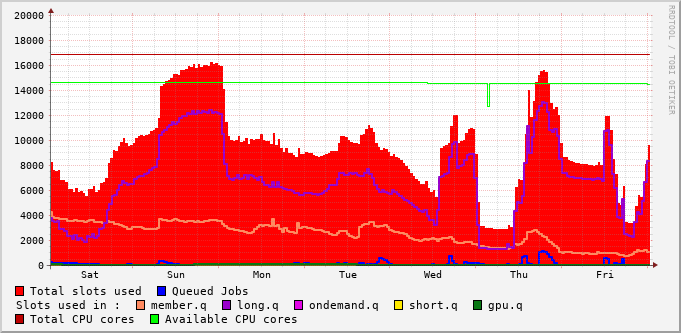 20000
18000
16000
14000
12000
10000
8000
6000
4000
2000
0
Sat Sun Mon Tue Wed Thu Fri
RRDTOOL / TOBI OETIKER
Total slots used Queued Jobs
Slots used in : member.q long.q ondemand.q short.q gpu.q
Total CPU cores Available CPU cores